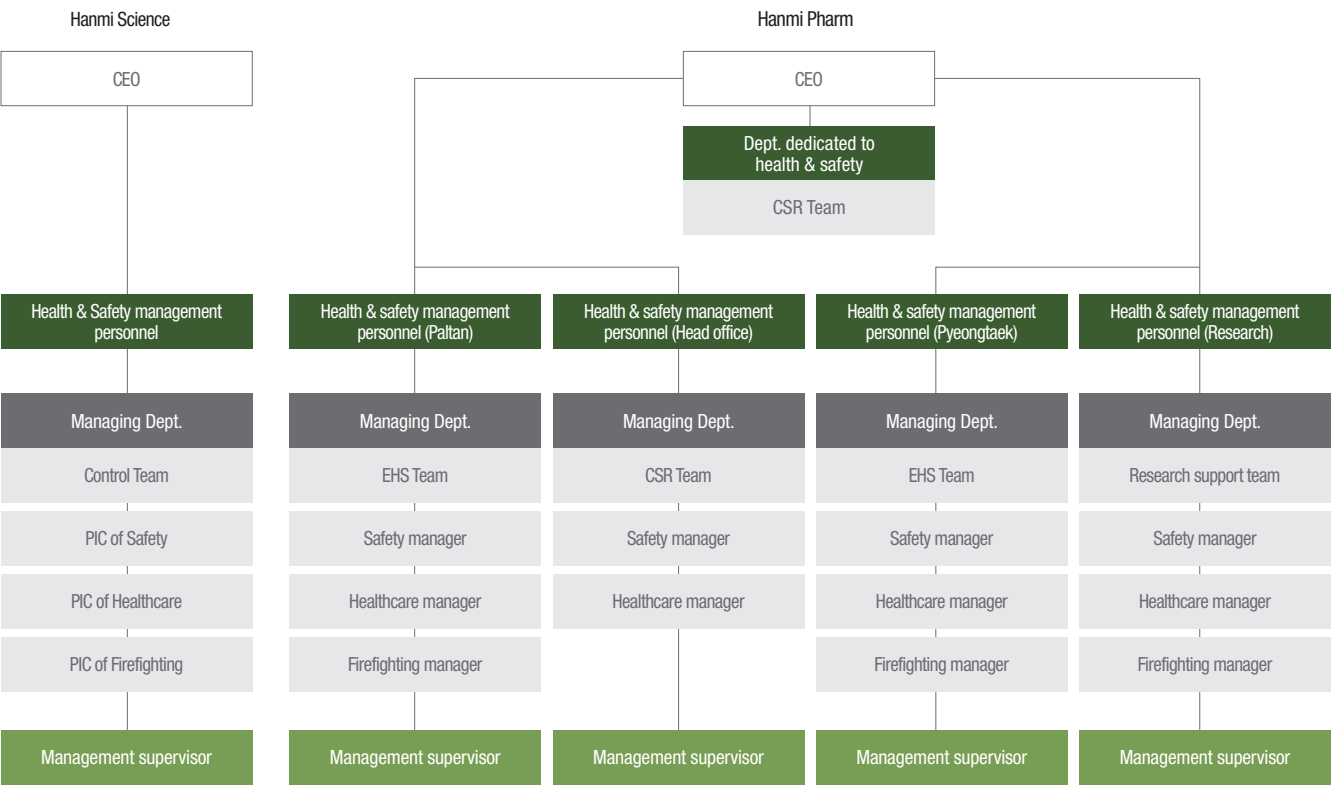 Hanmi Science
Hanmi Pharm
CEO
CEO
Dept. dedicated to
health & safety
CSR Team
Health & Safety management
personnel
Health & safety management
personnel (Paltan)
Health & safety management
personnel (Head office)
Health & safety management
personnel (Pyeongtaek)
Health & safety management
personnel (Research)
Managing Dept.
Managing Dept.
Managing Dept.
Managing Dept.
Managing Dept.
Control Team
EHS Team
CSR Team
EHS Team
Research support team
PIC of Safety
Safety manager
Safety manager
Safety manager
Safety manager
PIC of Healthcare
Healthcare manager
Healthcare manager
Healthcare manager
Healthcare manager
PIC of Firefighting
Firefighting manager
Firefighting manager
Firefighting manager
Management supervisor
Management supervisor
Management supervisor
Management supervisor
Management supervisor